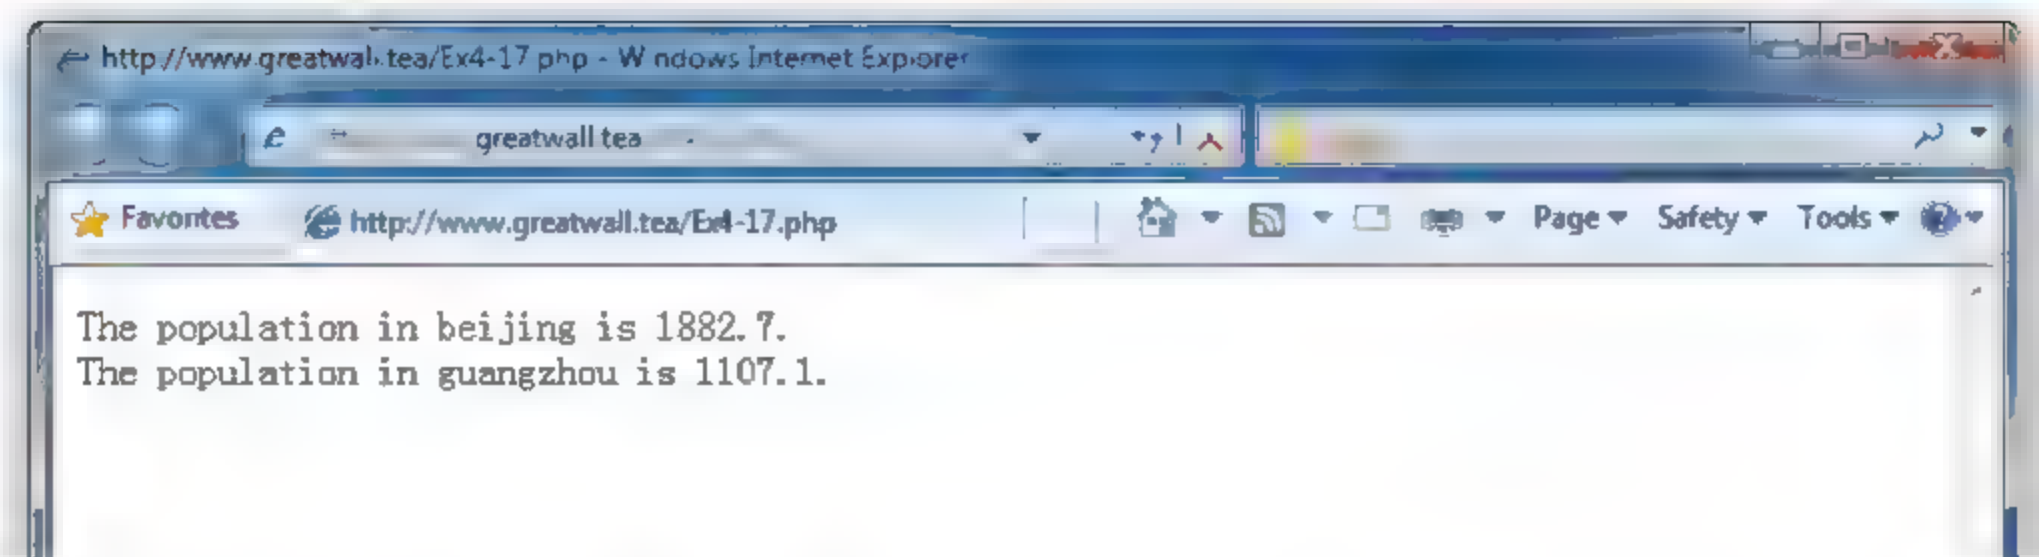 http://www.greatwall.tea/Ex4-17 php - W ndows Internet Explorer
greatwall tea
Favorites
http://www.greatwall.tea/Ex4-17.php
Page
Safety
Tools
The population in beijing is 1882.7.
The population in guangzhou is 1107.1.